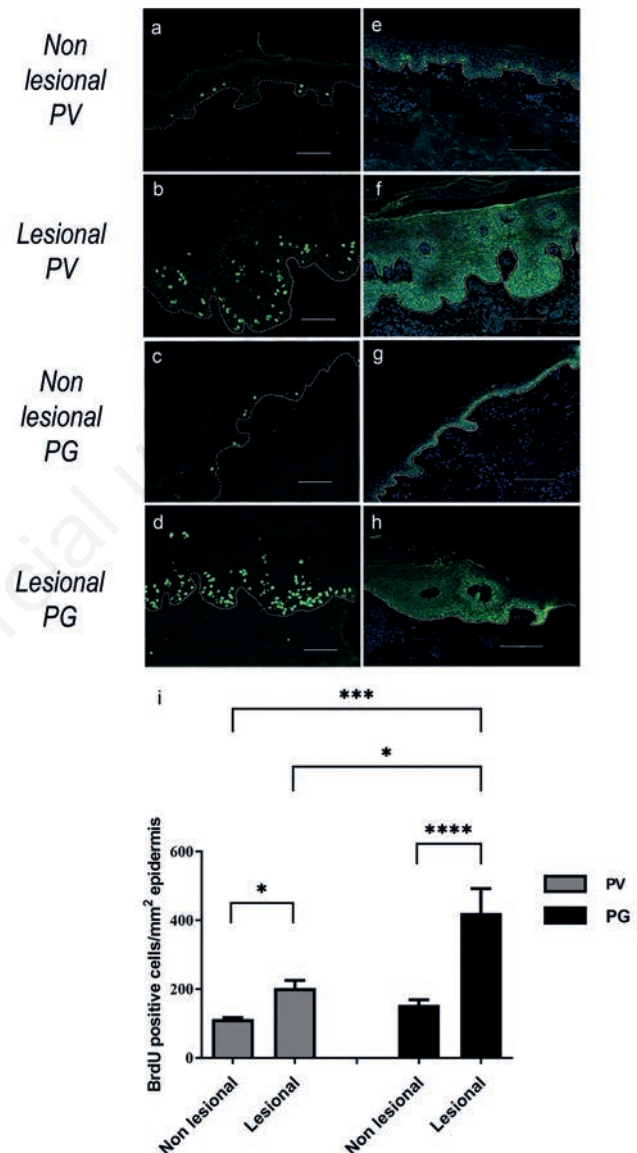 Non
lesional
PV
a
e
Lesional
PV
b
f
Non
lesional
PG
c
g
Lesional
PG
d
h
i
***
*
****
*
BrdU positive cells/mm² epidermis
600
400
200
0
Non lesional
Lesional
Non lesional
Lesional
PV
PG